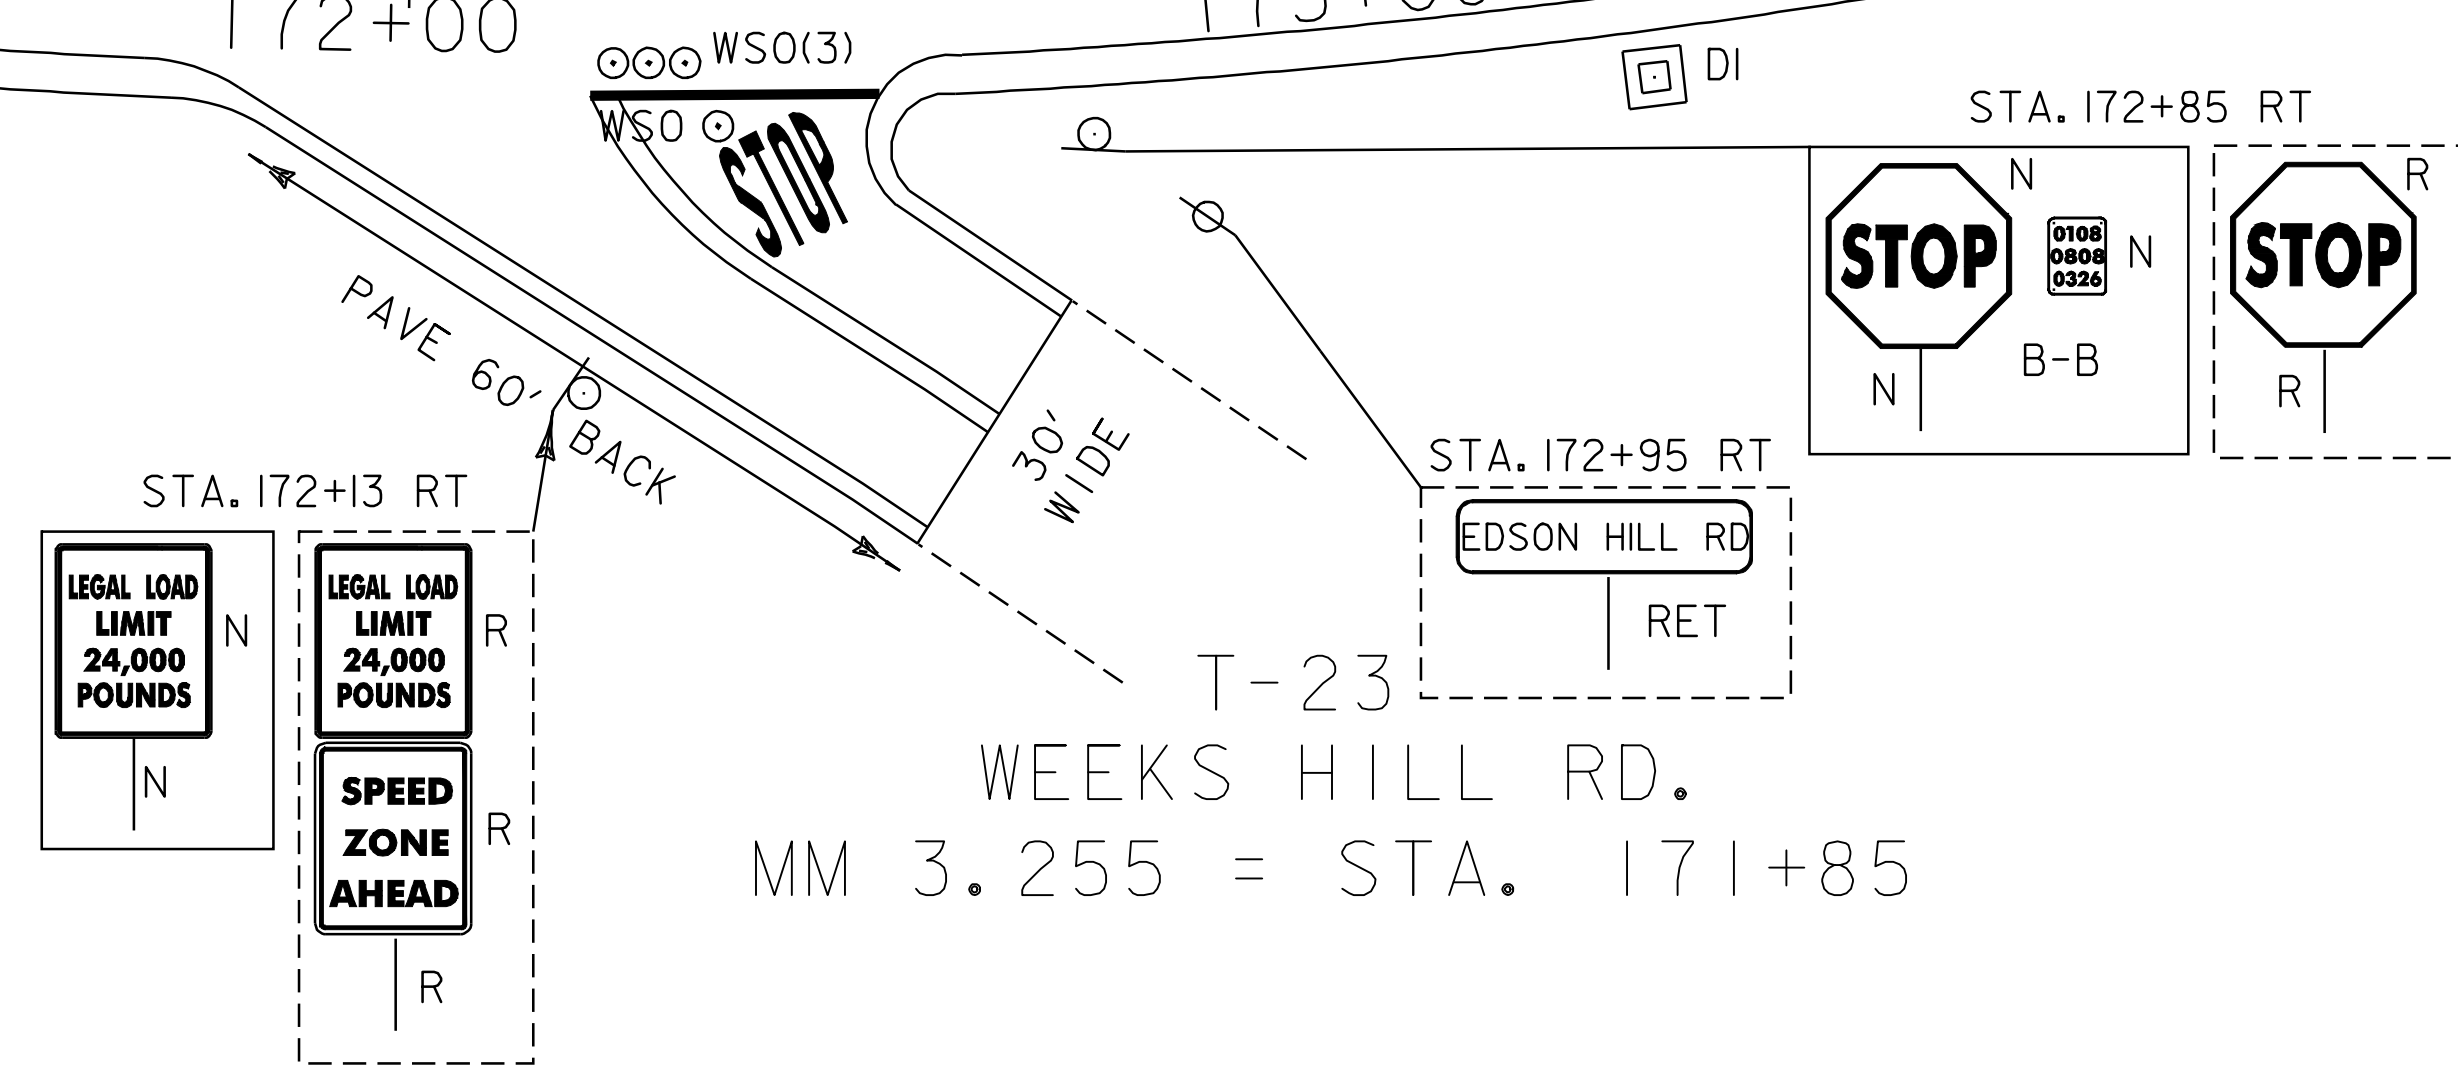 172+00
WSO(3)
WSO
STOP
DI
STA. 172+85 RT
STOP
N
0108
0808
0326
N
B-B
N
STOP
R
R
PAVE 60' BACK
30'
WIDE
STA. 172+95 RT
EDSON HILL RD
RET
STA. 172+13 RT
LEGAL LOAD
LIMIT
24,000
POUNDS
N
N
LEGAL LOAD
LIMIT
24,000
POUNDS
R
SPEED
ZONE
AHEAD
R
R
T-23
WEEKS HILL RD.
MM 3.255 = STA. 171+85